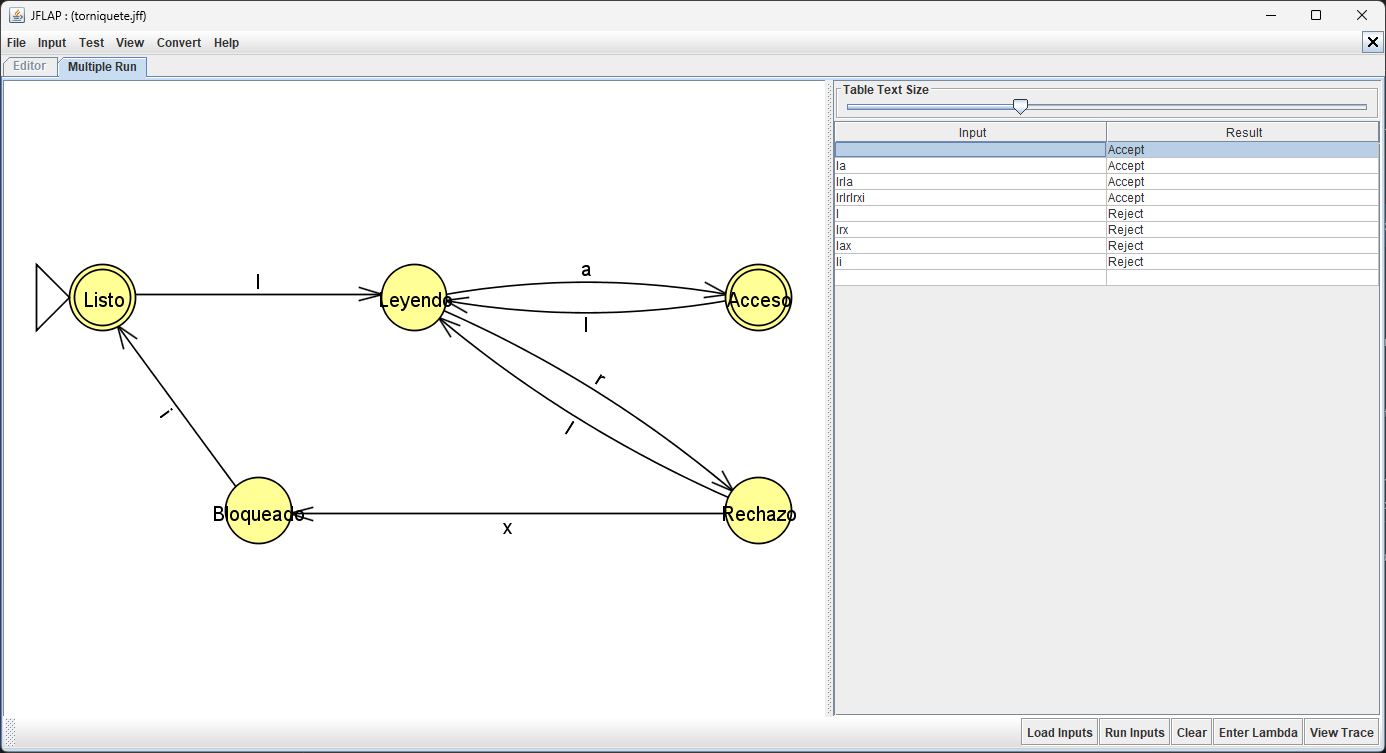 JFLAP : (torniquete.jff)
File Input Test View Convert Help
Editor Multiple Run
Table Text Size
Input Result
Accept
la Accept
lrla Accept
lrlrlrxi Accept
l Reject
lrx Reject
lax Reject
li Reject
l
a
Listo
Leyendo
Acceso
l
r
i
l
Bloqueado
Rechazo
x
Load Inputs Run Inputs Clear Enter Lambda View Trace